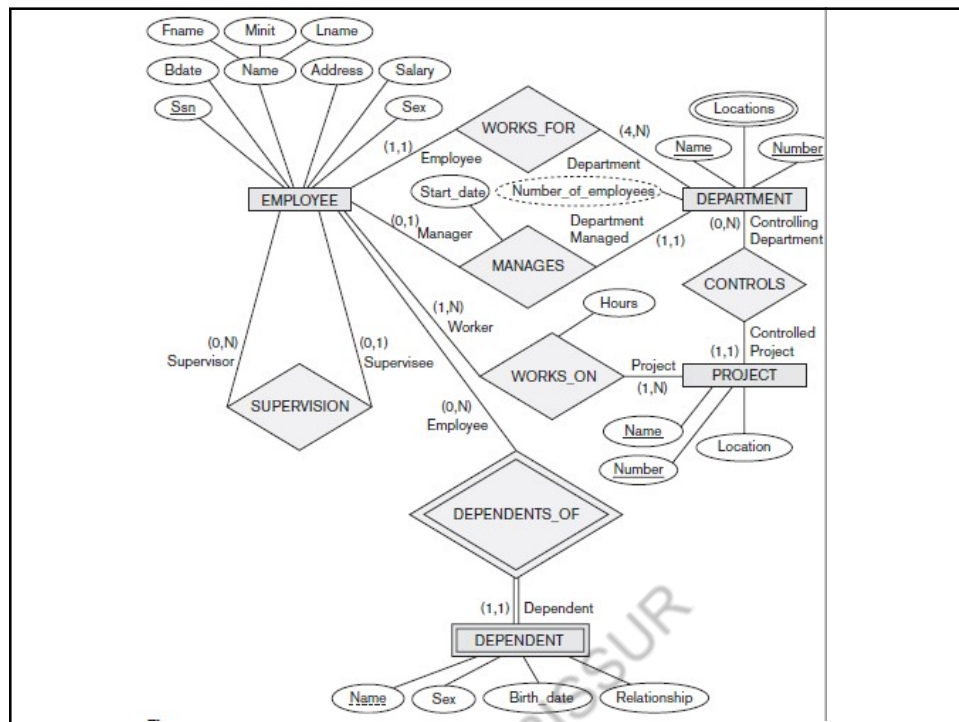 Fname Minit Lname
Bdate Name Address Salary
Ssn Sex
Locations
WORKS_FOR
(4,N)
(1,1)
Employee
Department
Name Number
Start_date
Number_of_employees
EMPLOYEE
DEPARTMENT
(0,1)
Manager
Department
Managed
(1,1)
(0,N) Controlling
Department
MANAGES
CONTROLS
Hours
(1,N)
Worker
Controlled
Project
(1,1)
(0,N)
Supervisor
(0,1)
Supervisee
WORKS_ON
Project
(1,N)
PROJECT
SUPERVISION
(0,N)
Employee
Name
Number
Location
DEPENDENTS_OF
(1,1) Dependent
DEPENDENT
Name Sex Birth_date Relationship